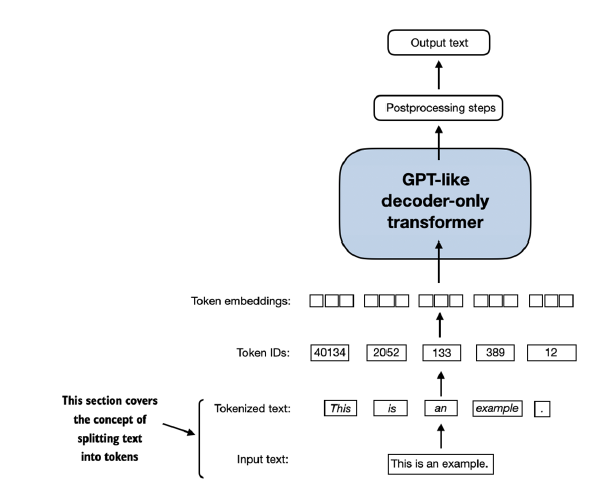 Output text
Postprocessing steps
GPT-like
decoder-only
transformer
Token embeddings:
Token IDs: 40134 2052 133 389 12
This section covers
the concept of
splitting text
into tokens
Tokenized text: This is an example .
Input text: This is an example.